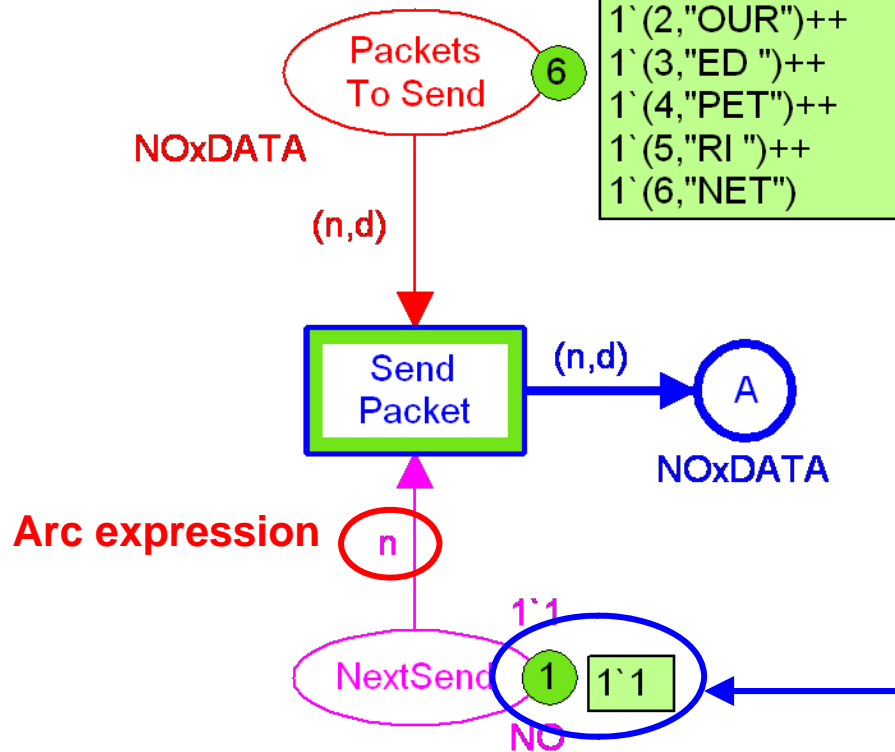 1`(2,"OUR")++
Packets
To Send
6
1`(3,"ED ")++
1`(4,"PET")++
1`(5,"RI ")++
1`(6,"NET")
NOxDATA
(n,d)
(n,d)
Send
Packet
A
NOxDATA
Arc expression
n
1`1
NextSend
1
1`1
NO